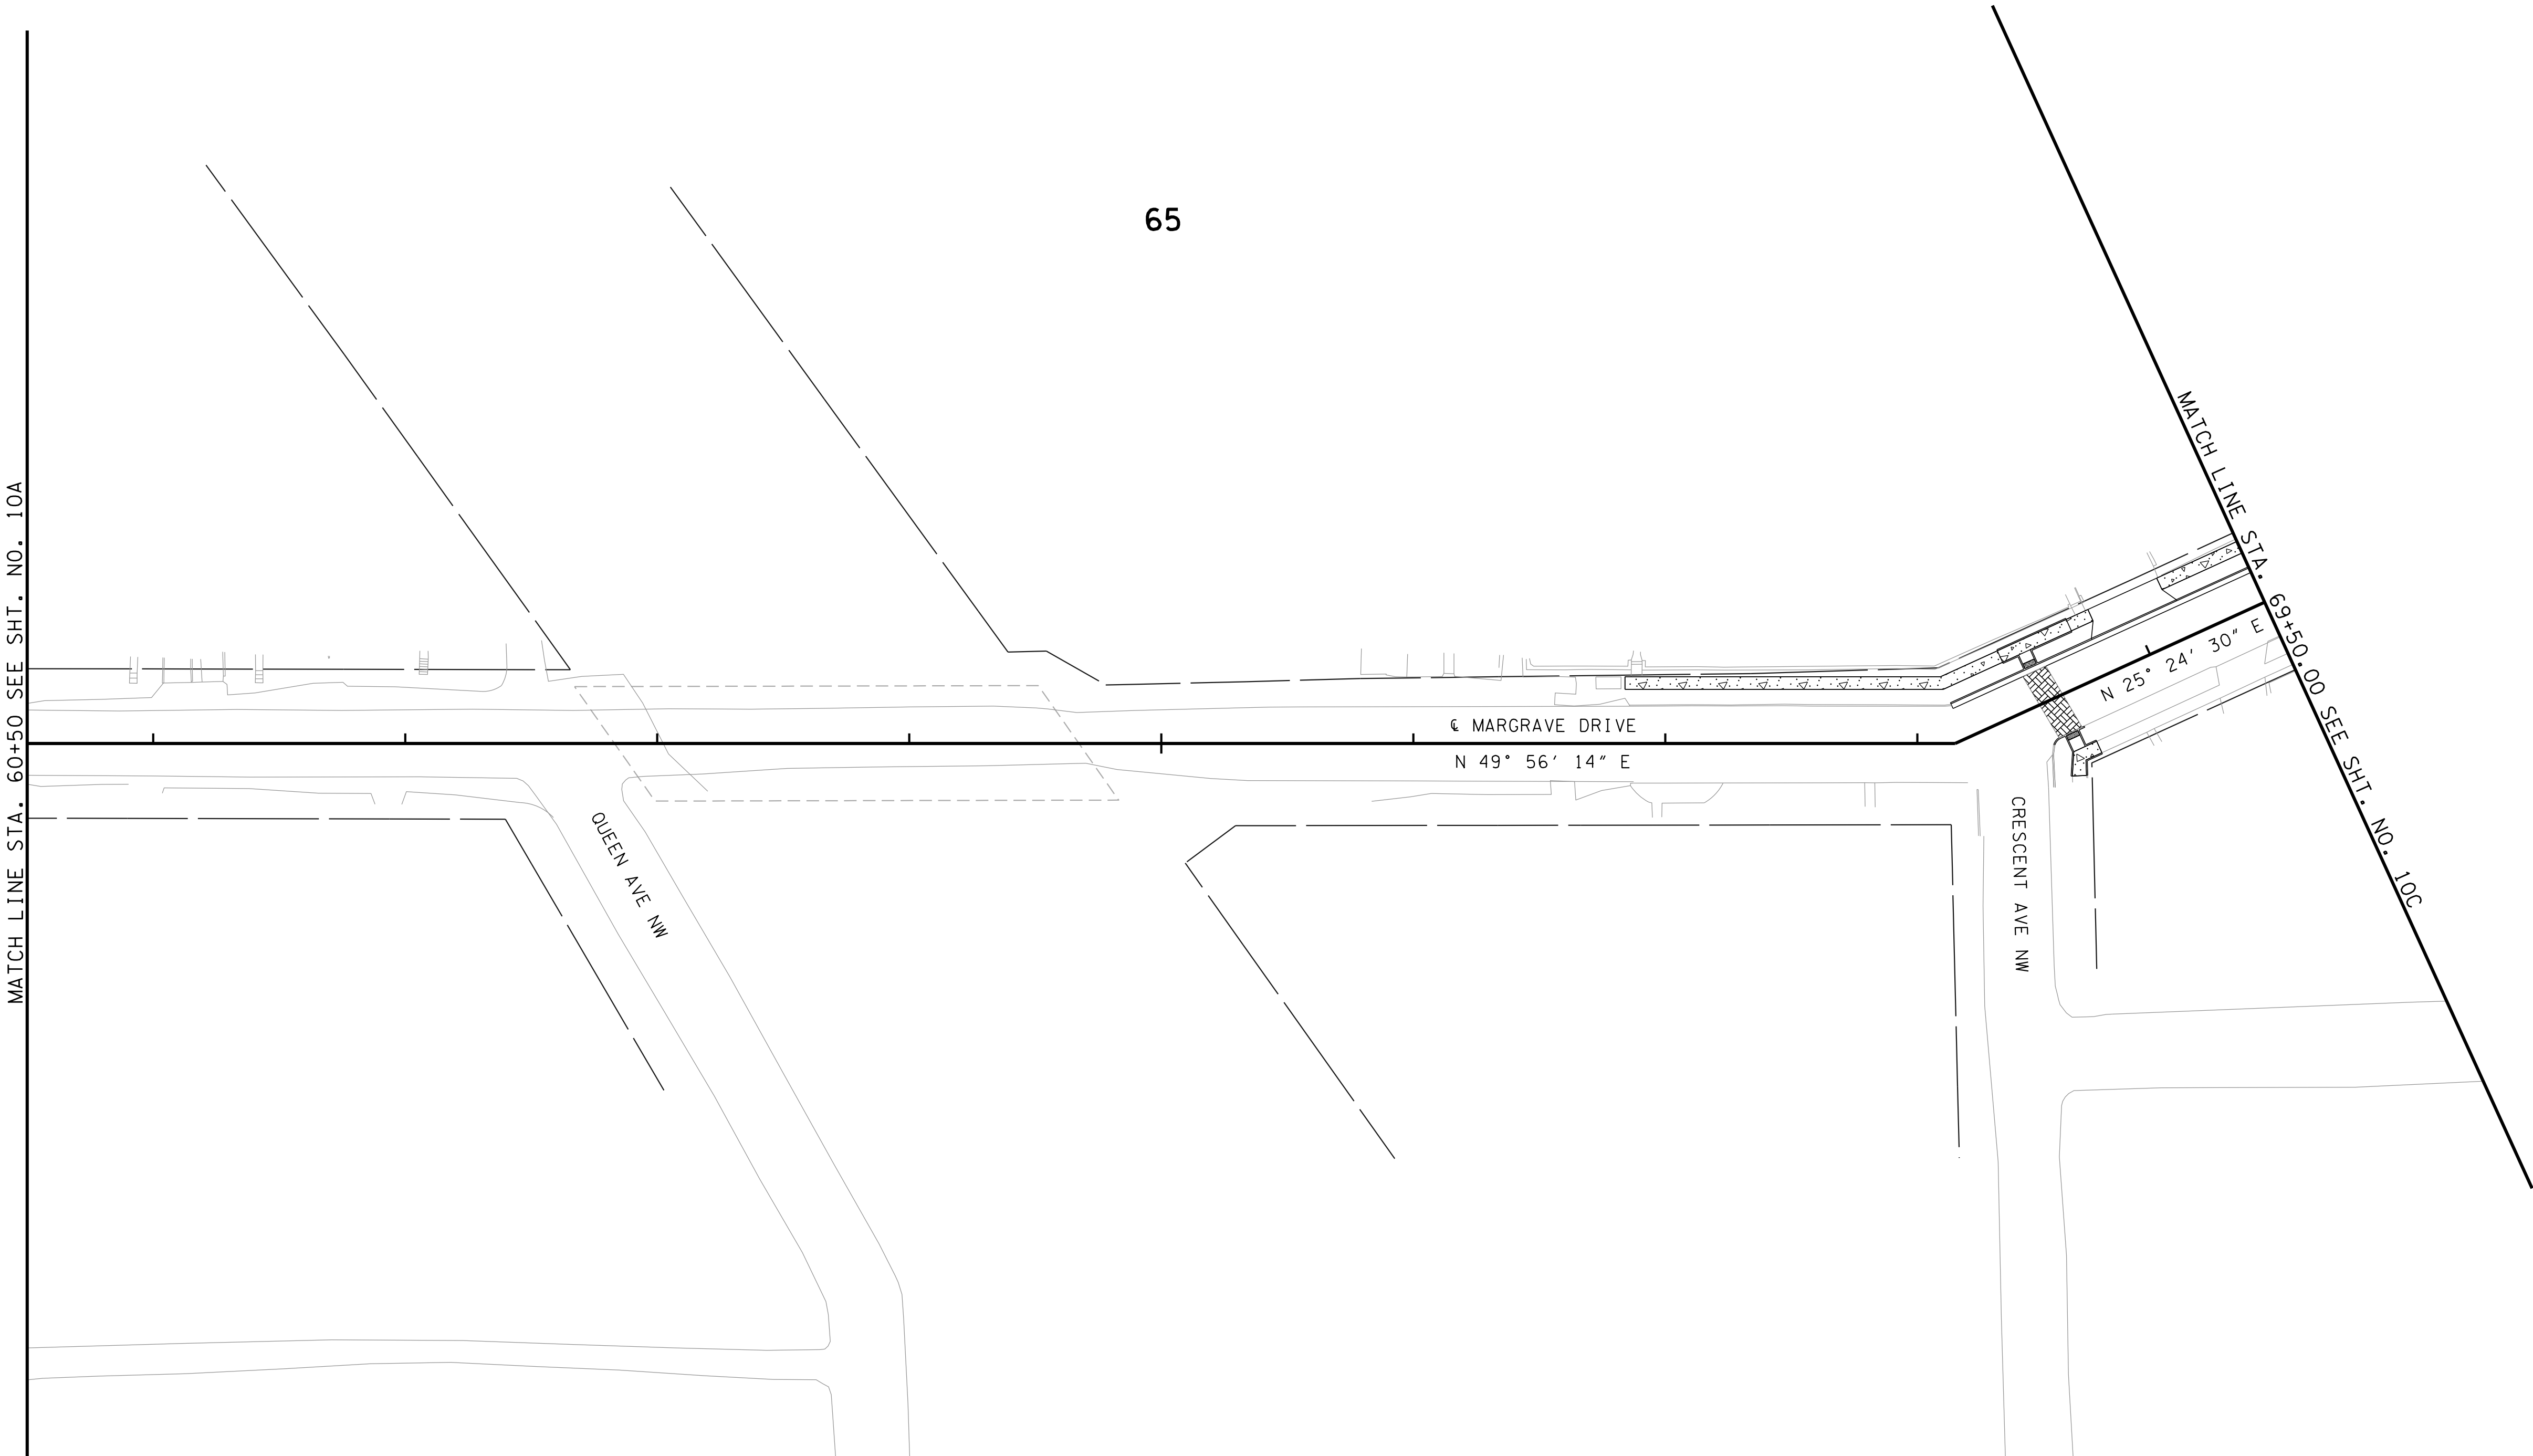 65
MATCH LINE STA. 60+50 SEE SHT. NO. 10A
MATCH LINE STA. 69+50.00 SEE SHT. NO. 10C
℄ MARGRAVE DRIVE
N 49° 56′ 14″ E
N 25° 24′ 30″ E
QUEEN AVE NW
CRESCENT AVE NW